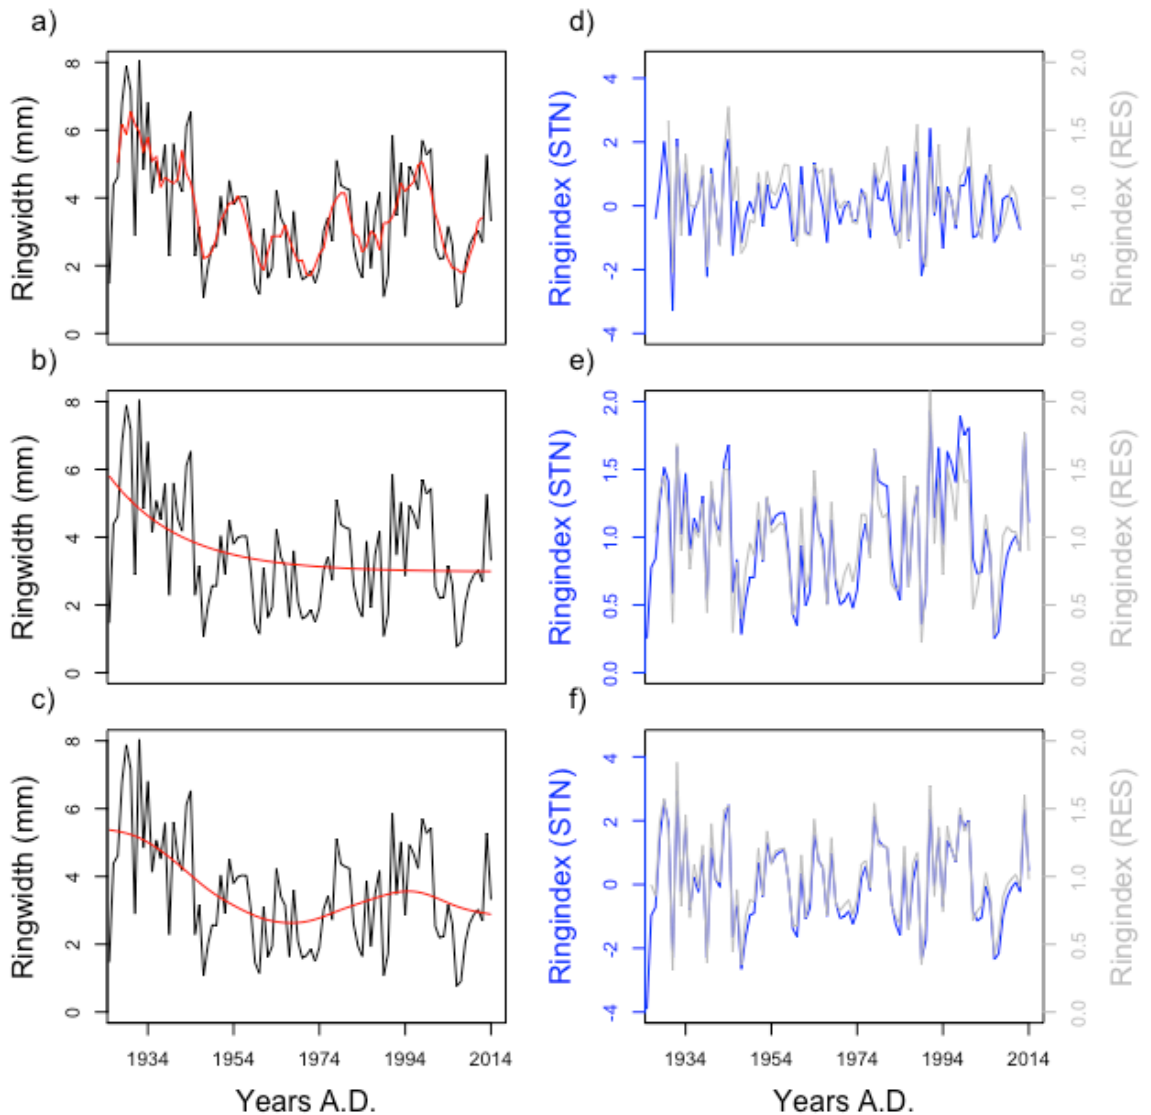 a)
Ringwidth (mm)
0 2 4 6 8
d)
Ringindex (STN)
-4 -2 0 2 4
Ringindex (RES)
0.0 0.5 1.0 1.5 2.0
b)
Ringwidth (mm)
0 2 4 6 8
e)
Ringindex (STN)
0.0 0.5 1.0 1.5 2.0
Ringindex (RES)
0.0 0.5 1.0 1.5 2.0
c)
Ringwidth (mm)
0 2 4 6 8
1934 1954 1974 1994 2014
Years A.D.
f)
Ringindex (STN)
-4 -2 0 2 4
Ringindex (RES)
0.0 0.5 1.0 1.5 2.0
1934 1954 1974 1994 2014
Years A.D.